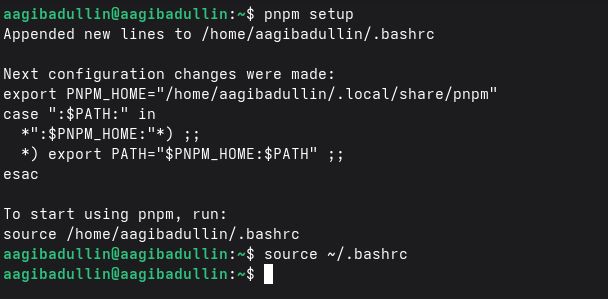 aagibadullin@aagibadullin:~$ pnpm setup
Appended new lines to /home/aagibadullin/.bashrc

Next configuration changes were made:
export PNPM_HOME="/home/aagibadullin/.local/share/pnpm"
case ":$PATH:" in
  *":$PNPM_HOME:"*) ;;
  *) export PATH="$PNPM_HOME:$PATH" ;;
esac

To start using pnpm, run:
source /home/aagibadullin/.bashrc
aagibadullin@aagibadullin:~$ source ~/.bashrc
aagibadullin@aagibadullin:~$